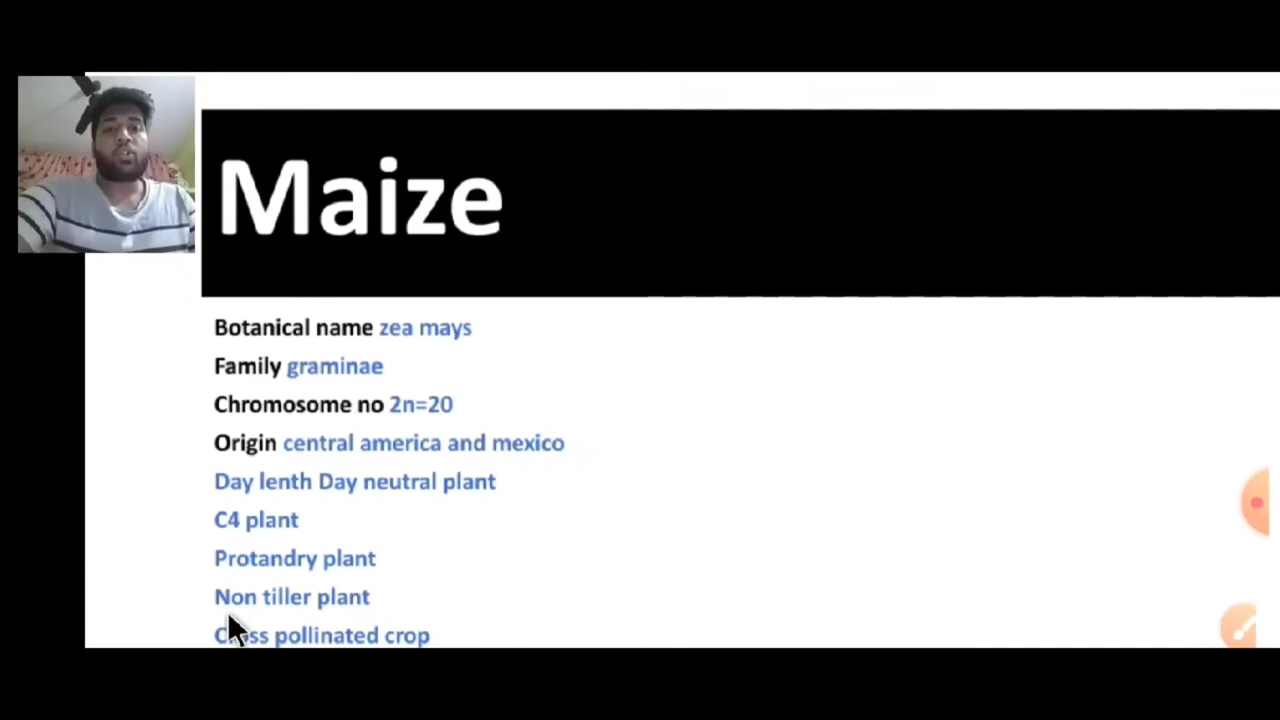 Maize
Botanical name zea mays
Family graminae
Chromosome no 2n=20
Origin central america and mexico
Day lenth Day neutral plant
C4 plant
Protandry plant
Non tiller plant
Cross pollinated crop